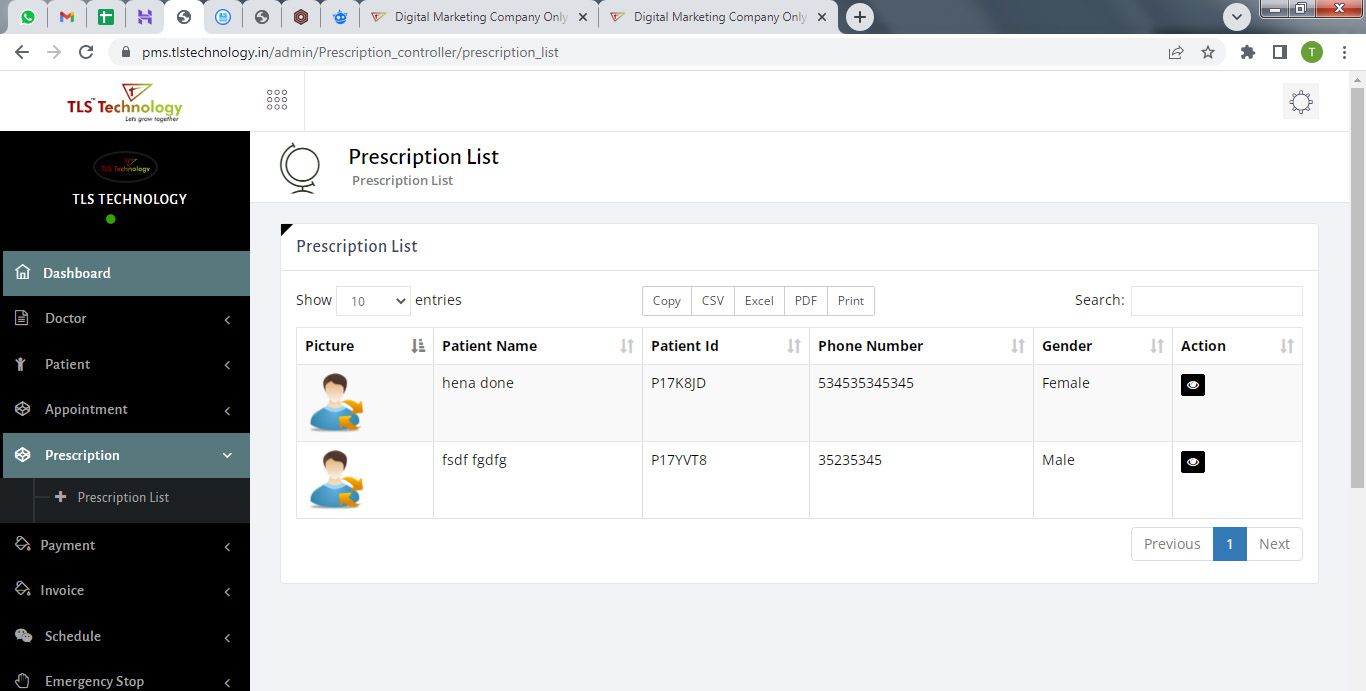 Digital Marketing Company Only
Digital Marketing Company Only
pms.tlstechnology.in/admin/Prescription_controller/prescription_list
T
TLS™ Technology
Lets grow together
TLS Technology
TLS TECHNOLOGY
Dashboard
Doctor
Patient
Appointment
Prescription
Prescription List
Payment
Invoice
Schedule
Emergency Stop
Prescription List
Prescription List
Prescription List
Show 10 entries
Copy CSV Excel PDF Print
Search:
Picture Patient Name Patient Id Phone Number Gender Action
hena done P17K8JD 534535345345 Female
fsdf fgdfg P17YVT8 35235345 Male
Previous 1 Next